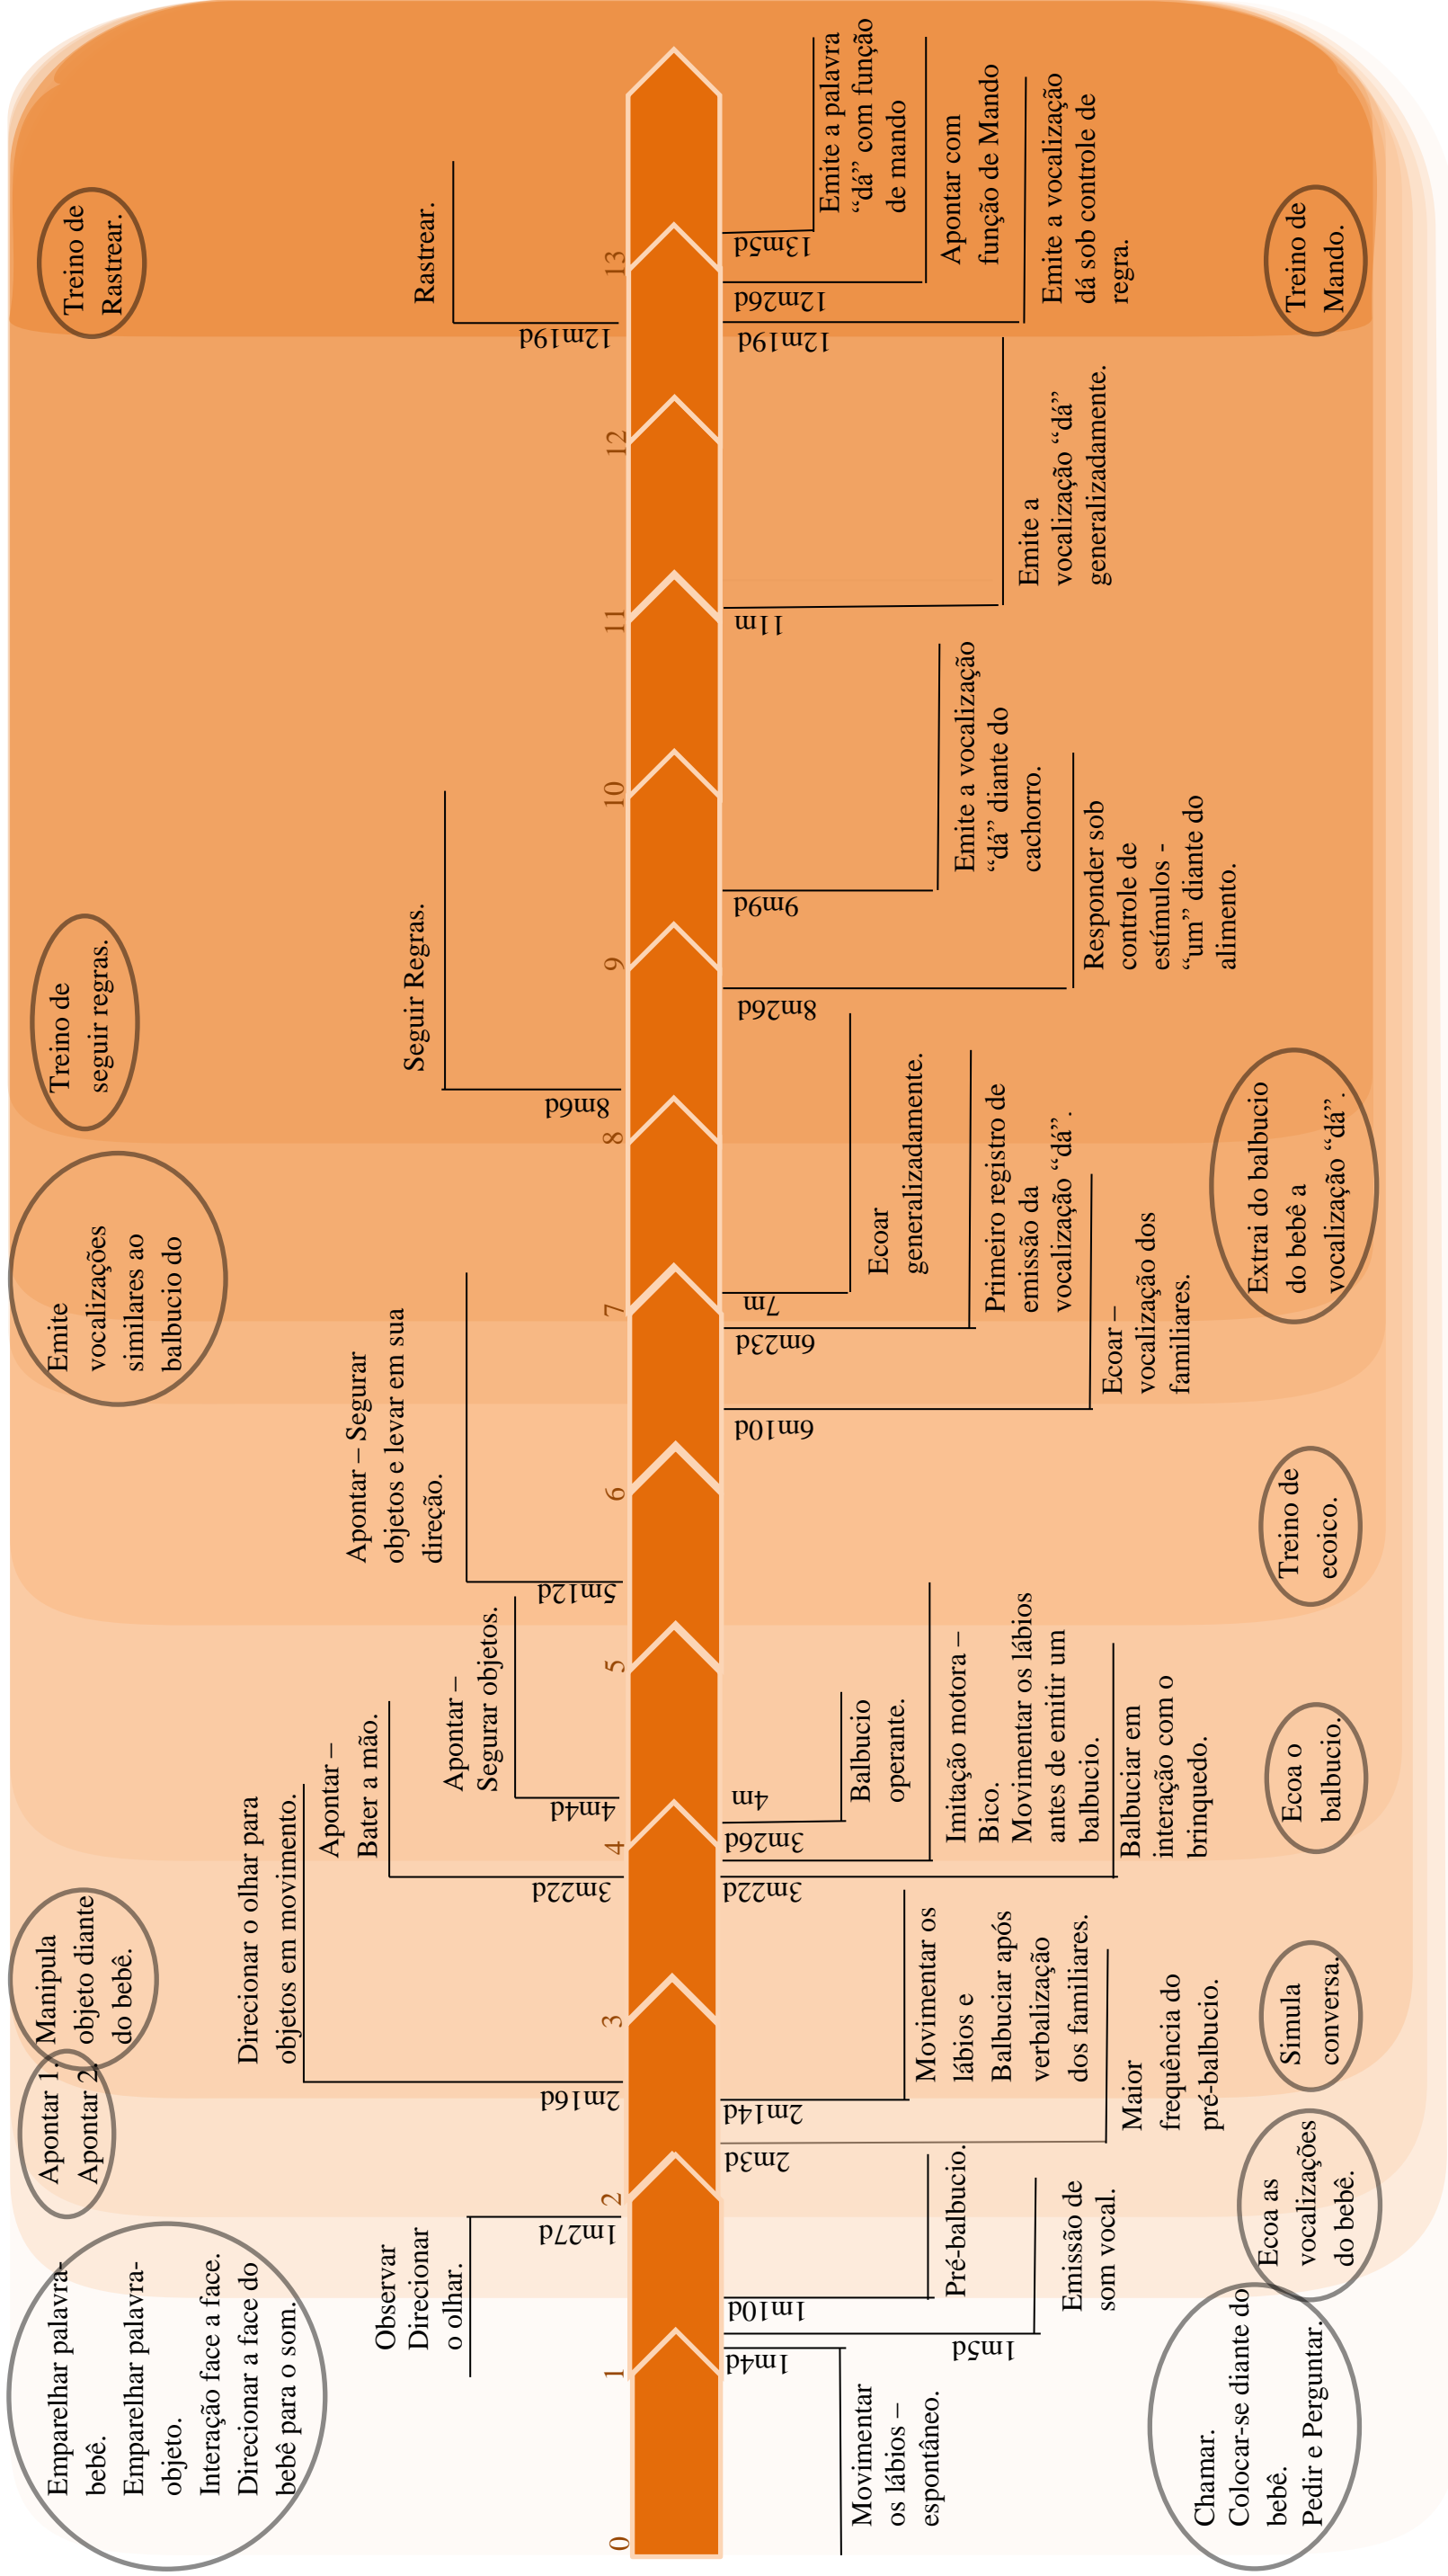 Emparelhar palavra-
bebê.
Emparelhar palavra-
objeto.
Interação face a face.
Direcionar a face do
bebê para o som.
Apontar 1.
Apontar 2.
Manipula
objeto diante
do bebê.
Emite
vocalizações
similares ao
balbucio do
Treino de
seguir regras.
Treino de
Rastrear.
Observar
Direcionar
o olhar.
1m27d
Direcionar o olhar para
objetos em movimento.
2m16d
Apontar –
Bater a mão.
3m22d
Apontar –
Segurar objetos.
4m4d
Apontar – Segurar
objetos e levar em sua
direção.
5m12d
Seguir Regras.
8m6d
Rastrear.
12m19d
0
1
2
3
4
5
6
7
8
9
10
11
12
13
1m4d
Movimentar
os lábios –
espontâneo.
1m5d
Emissão de
som vocal.
1m10d
Pré-balbucio.
2m3d
Maior
frequência do
pré-balbucio.
2m14d
Movimentar os
lábios e
Balbuciar após
verbalização
dos familiares.
3m22d
Balbuciar em
interação com o
brinquedo.
3m26d
Imitação motora –
Bico.
Movimentar os lábios
antes de emitir um
balbucio.
4m
Balbucio
operante.
6m10d
Ecoar –
vocalização dos
familiares.
6m23d
Primeiro registro de
emissão da
vocalização “dá”.
7m
Ecoar
generalizadamente.
8m26d
Responder sob
controle de
estímulos -
“um” diante do
alimento.
9m9d
Emite a vocalização
“dá” diante do
cachorro.
11m
Emite a
vocalização “dá”
generalizadamente.
12m19d
Emite a vocalização
dá sob controle de
regra.
12m26d
Apontar com
função de Mando
13m5d
Emite a palavra
“dá” com função
de mando
Chamar.
Colocar-se diante do
bebê.
Pedir e Perguntar.
Ecoa as
vocalizações
do bebê.
Simula
conversa.
Ecoa o
balbucio.
Treino de
ecoico.
Extrai do balbucio
do bebê a
vocalização “dá”.
Treino de
Mando.